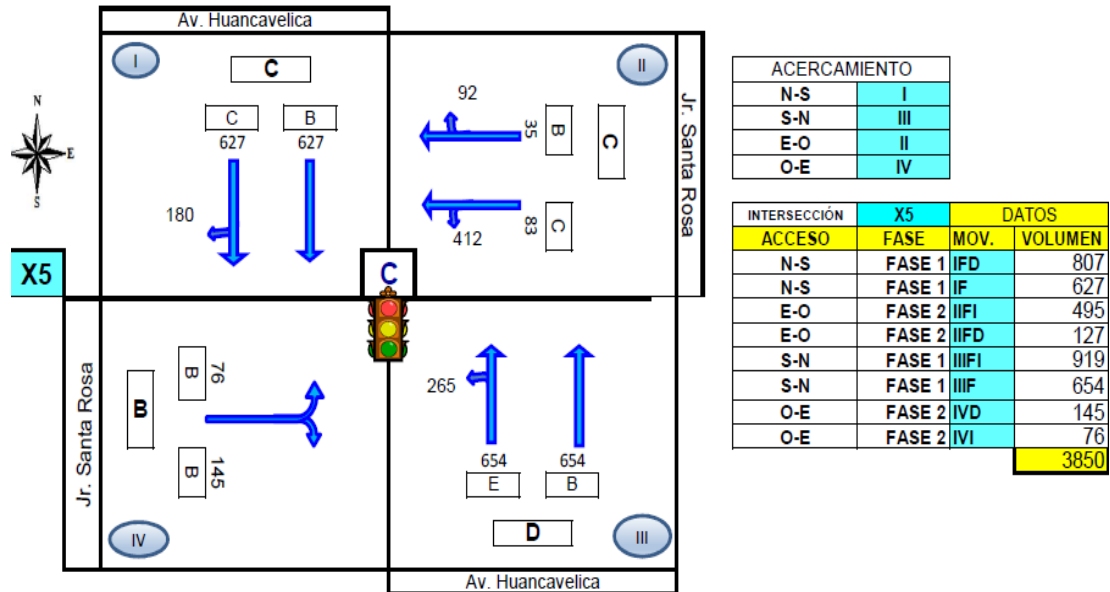 Av. Huancavelica
I
C
C
B
627
627
180
II
92
35
B
C
83
C
412
Jr. Santa Rosa
N
E
S
X5
C
Jr. Santa Rosa
B
B
76
B
145
IV
265
654
654
E
B
D
III
Av. Huancavelica
ACERCAMIENTO
N-S I
S-N III
E-O II
O-E IV
INTERSECCIÓN X5 DATOS
ACCESO FASE MOV. VOLUMEN
N-S FASE 1 IFD 807
N-S FASE 1 IF 627
E-O FASE 2 IIFI 495
E-O FASE 2 IIFD 127
S-N FASE 1 IIIFI 919
S-N FASE 1 IIIF 654
O-E FASE 2 IVD 145
O-E FASE 2 IVI 76
3850